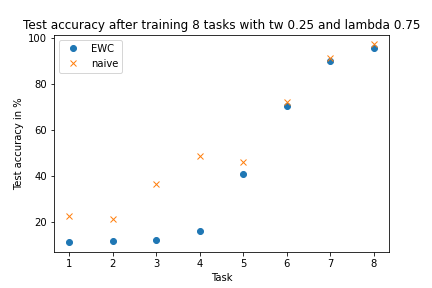 Test accuracy after training 8 tasks with tw 0.25 and lambda 0.75
100
80
60
40
20
Test accuracy in %
EWC
naive
1 2 3 4 5 6 7 8
Task